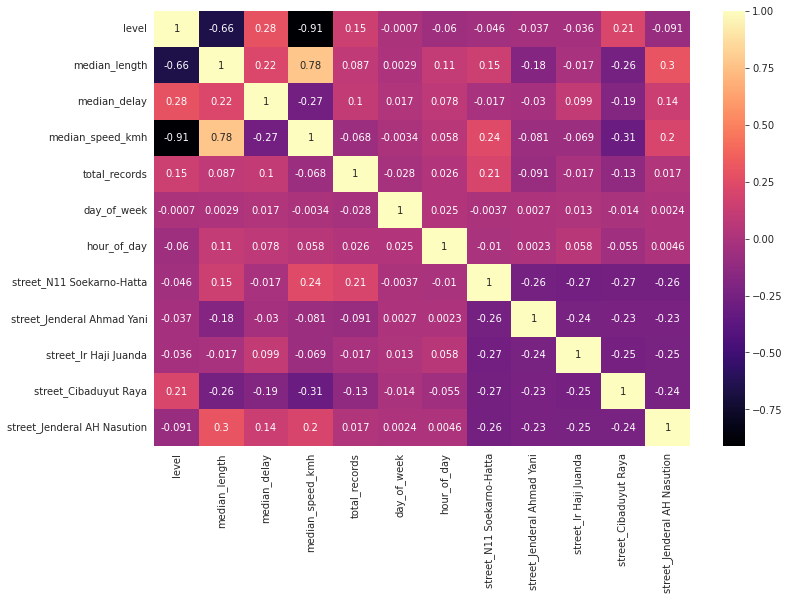 level 1 -0.66 0.28 -0.91 0.15 -0.0007 -0.06 -0.046 -0.037 -0.036 0.21 -0.091
median_length -0.66 1 0.22 0.78 0.087 0.0029 0.11 0.15 -0.18 -0.017 -0.26 0.3
median_delay 0.28 0.22 1 -0.27 0.1 0.017 0.078 -0.017 -0.03 0.099 -0.19 0.14
median_speed_kmh -0.91 0.78 -0.27 1 -0.068 -0.0034 0.058 0.24 -0.081 -0.069 -0.31 0.2
total_records 0.15 0.087 0.1 -0.068 1 -0.028 0.026 0.21 -0.091 -0.017 -0.13 0.017
day_of_week -0.0007 0.0029 0.017 -0.0034 -0.028 1 0.025 -0.0037 0.0027 0.013 -0.014 0.0024
hour_of_day -0.06 0.11 0.078 0.058 0.026 0.025 1 -0.01 0.0023 0.058 -0.055 0.0046
street_N11 Soekarno-Hatta -0.046 0.15 -0.017 0.24 0.21 -0.0037 -0.01 1 -0.26 -0.27 -0.27 -0.26
street_Jenderal Ahmad Yani -0.037 -0.18 -0.03 -0.081 -0.091 0.0027 0.0023 -0.26 1 -0.24 -0.23 -0.23
street_Ir Haji Juanda -0.036 -0.017 0.099 -0.069 -0.017 0.013 0.058 -0.27 -0.24 1 -0.25 -0.25
street_Cibaduyut Raya 0.21 -0.26 -0.19 -0.31 -0.13 -0.014 -0.055 -0.27 -0.23 -0.25 1 -0.24
street_Jenderal AH Nasution -0.091 0.3 0.14 0.2 0.017 0.0024 0.0046 -0.26 -0.23 -0.25 -0.24 1
level
median_length
median_delay
median_speed_kmh
total_records
day_of_week
hour_of_day
street_N11 Soekarno-Hatta
street_Jenderal Ahmad Yani
street_Ir Haji Juanda
street_Cibaduyut Raya
street_Jenderal AH Nasution
1.00
0.75
0.50
0.25
0.00
-0.25
-0.50
-0.75